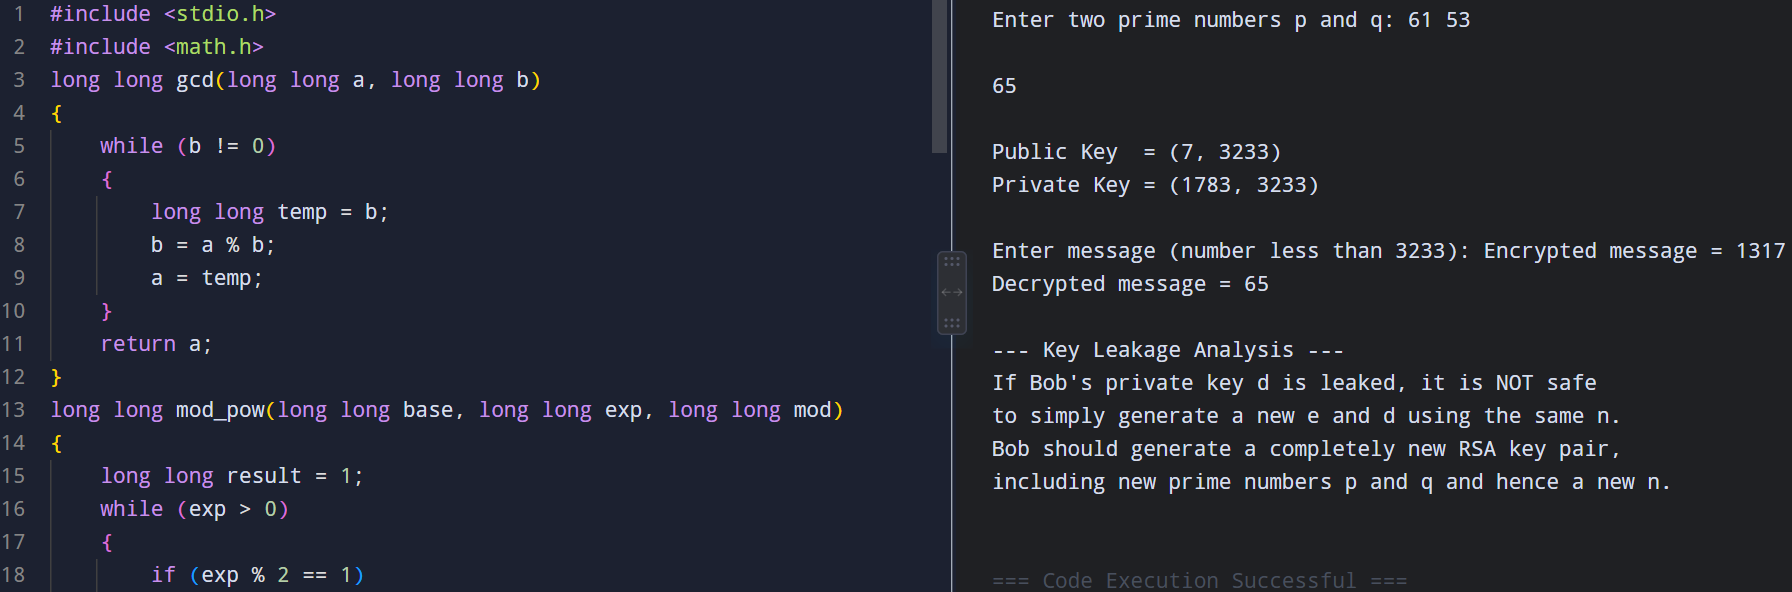 1 #include <stdio.h>
2 #include <math.h>
3 long long gcd(long long a, long long b)
4 {
5     while (b != 0)
6     {
7         long long temp = b;
8         b = a % b;
9         a = temp;
10     }
11     return a;
12 }
13 long long mod_pow(long long base, long long exp, long long mod)
14 {
15     long long result = 1;
16     while (exp > 0)
17     {
18         if (exp % 2 == 1)
Enter two prime numbers p and q: 61 53
65
Public Key  = (7, 3233)
Private Key = (1783, 3233)
Enter message (number less than 3233): Encrypted message = 1317
Decrypted message = 65
--- Key Leakage Analysis ---
If Bob's private key d is leaked, it is NOT safe
to simply generate a new e and d using the same n.
Bob should generate a completely new RSA key pair,
including new prime numbers p and q and hence a new n.
=== Code Execution Successful ===